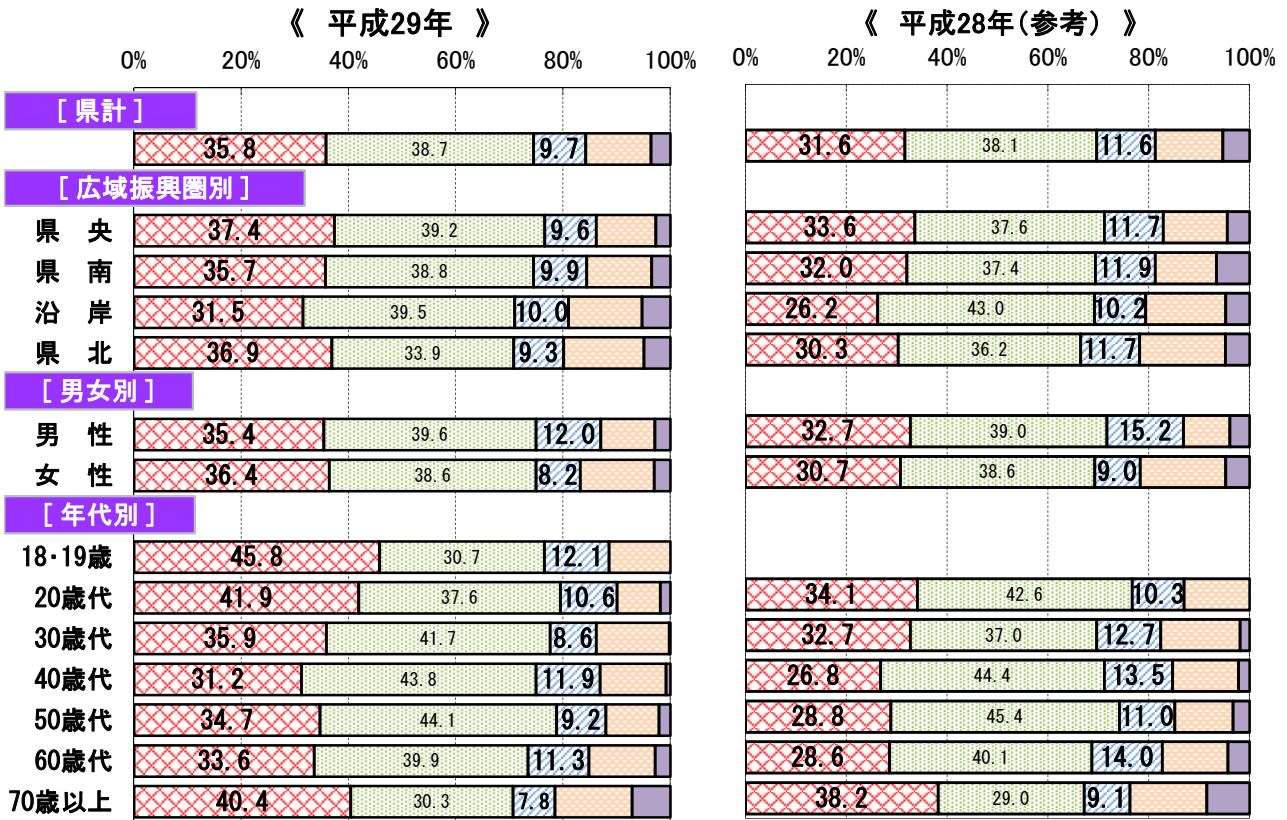 《 平成29年 》 《 平成28年(参考) 》
0% 20% 40% 60% 80% 100% 0% 20% 40% 60% 80% 100%
[ 県計 ]
35.8 38.7 9.7 31.6 38.1 11.6
[ 広域振興圏別 ]
県 央 37.4 39.2 9.6 33.6 37.6 11.7
県 南 35.7 38.8 9.9 32.0 37.4 11.9
沿 岸 31.5 39.5 10.0 26.2 43.0 10.2
県 北 36.9 33.9 9.3 30.3 36.2 11.7
[ 男女別 ]
男 性 35.4 39.6 12.0 32.7 39.0 15.2
女 性 36.4 38.6 8.2 30.7 38.6 9.0
[ 年代別 ]
18・19歳 45.8 30.7 12.1
20歳代 41.9 37.6 10.6 34.1 42.6 10.3
30歳代 35.9 41.7 8.6 32.7 37.0 12.7
40歳代 31.2 43.8 11.9 26.8 44.4 13.5
50歳代 34.7 44.1 9.2 28.8 45.4 11.0
60歳代 33.6 39.9 11.3 28.6 40.1 14.0
70歳以上 40.4 30.3 7.8 38.2 29.0 9.1